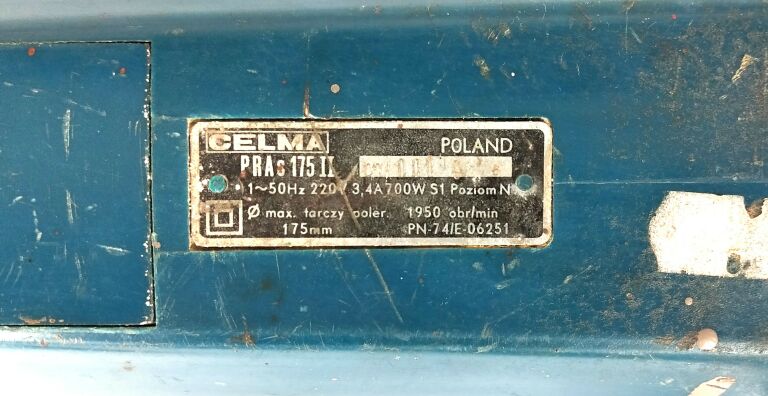 CELMA POLAND
PRAs 175 II
1~50Hz 220V 3,4A 700W S1 Poziom N
Ø max. tarczy poler. 1950 obr/min
175mm PN-74/E-06251